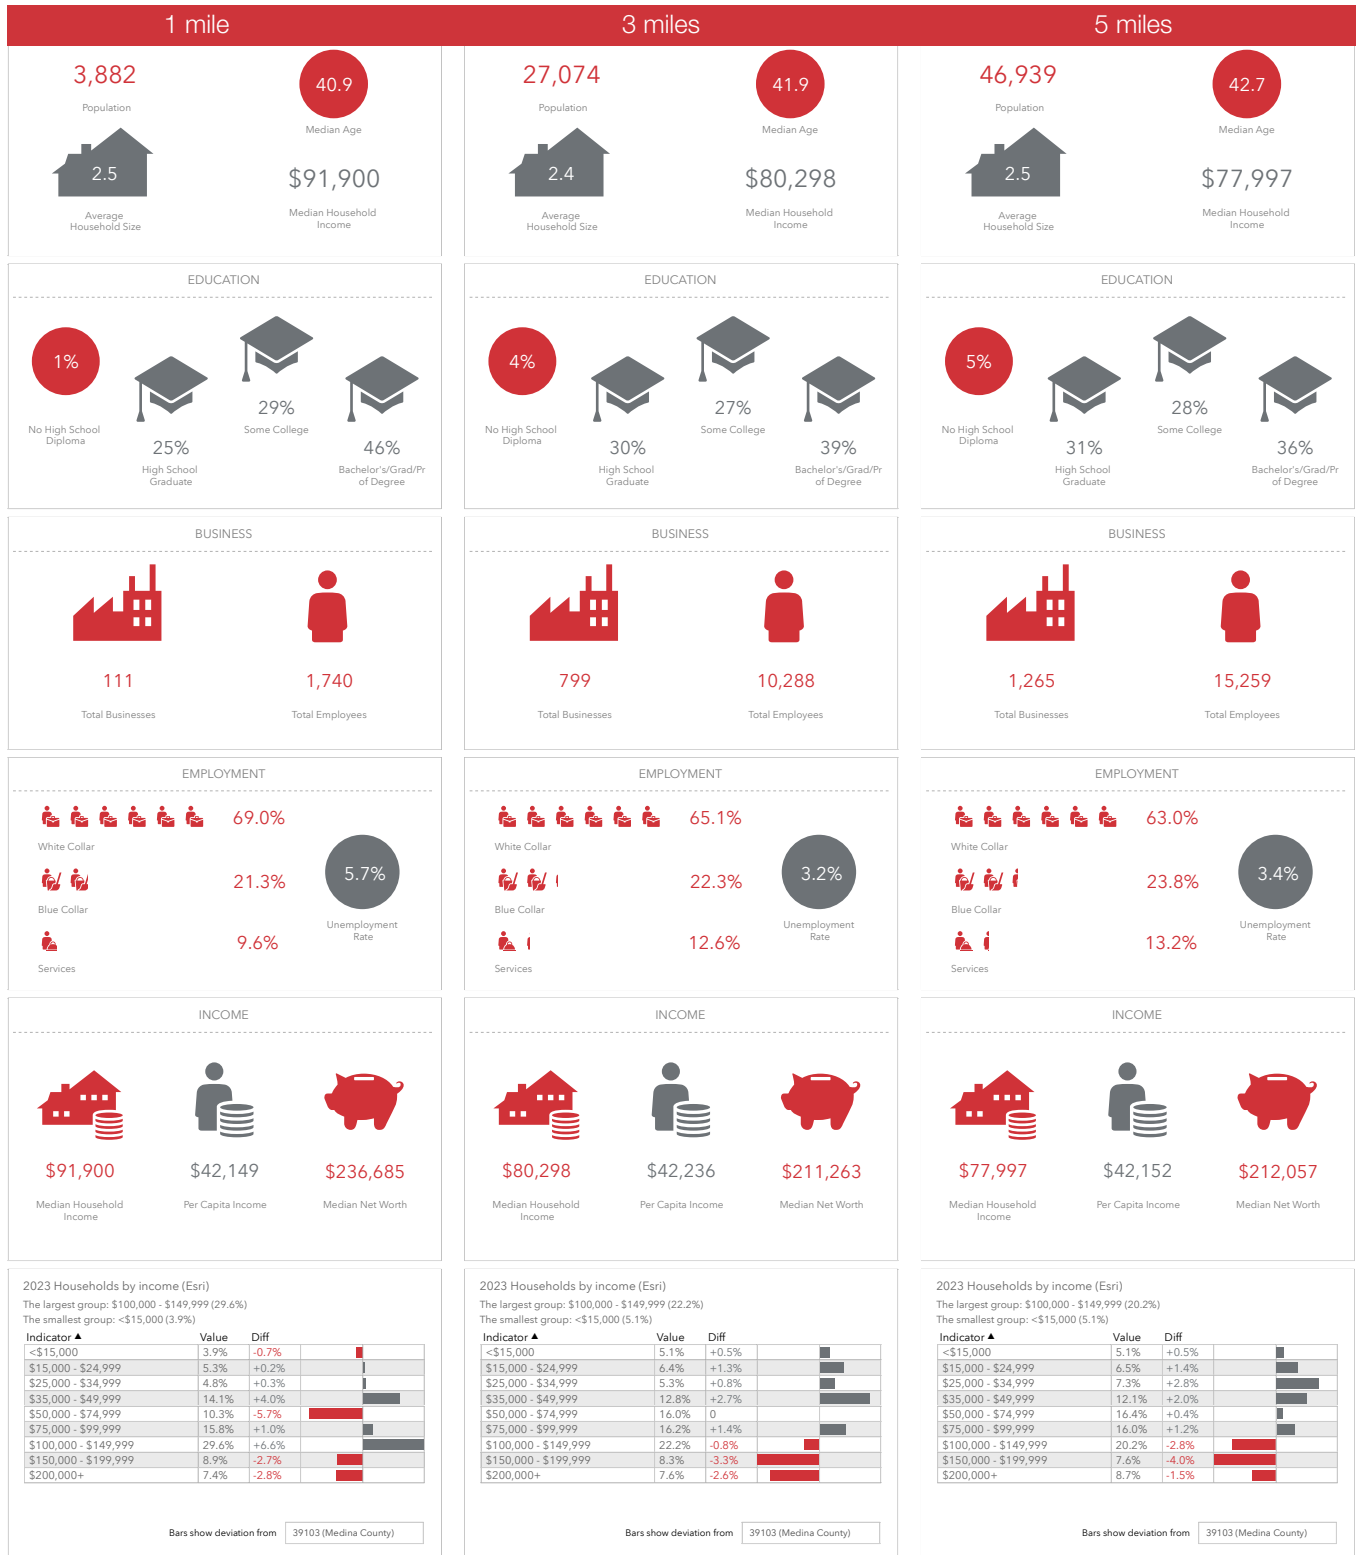 1 mile
3,882
Population
40.9
Median Age
2.5
Average
Household Size
$91,900
Median Household
Income
EDUCATION
1%
No High School
Diploma
25%
High School
Graduate
29%
Some College
46%
Bachelor's/Grad/Pr
of Degree
BUSINESS
111
Total Businesses
1,740
Total Employees
EMPLOYMENT
69.0%
White Collar
21.3%
Blue Collar
9.6%
Services
5.7%
Unemployment
Rate
INCOME
$91,900
Median Household
Income
$42,149
Per Capita Income
$236,685
Median Net Worth
2023 Households by income (Esri)
The largest group: $100,000 - $149,999 (29.6%)
The smallest group: <$15,000 (3.9%)
Indicator ▲ Value Diff
<$15,000 3.9% -0.7%
$15,000 - $24,999 5.3% +0.2%
$25,000 - $34,999 4.8% +0.3%
$35,000 - $49,999 14.1% +4.0%
$50,000 - $74,999 10.3% -5.7%
$75,000 - $99,999 15.8% +1.0%
$100,000 - $149,999 29.6% +6.6%
$150,000 - $199,999 8.9% -2.7%
$200,000+ 7.4% -2.8%
Bars show deviation from 39103 (Medina County)
3 miles
27,074
Population
41.9
Median Age
2.4
Average
Household Size
$80,298
Median Household
Income
EDUCATION
4%
No High School
Diploma
30%
High School
Graduate
27%
Some College
39%
Bachelor's/Grad/Pr
of Degree
BUSINESS
799
Total Businesses
10,288
Total Employees
EMPLOYMENT
65.1%
White Collar
22.3%
Blue Collar
12.6%
Services
3.2%
Unemployment
Rate
INCOME
$80,298
Median Household
Income
$42,236
Per Capita Income
$211,263
Median Net Worth
2023 Households by income (Esri)
The largest group: $100,000 - $149,999 (22.2%)
The smallest group: <$15,000 (5.1%)
Indicator ▲ Value Diff
<$15,000 5.1% +0.5%
$15,000 - $24,999 6.4% +1.3%
$25,000 - $34,999 5.3% +0.8%
$35,000 - $49,999 12.8% +2.7%
$50,000 - $74,999 16.0% 0
$75,000 - $99,999 16.2% +1.4%
$100,000 - $149,999 22.2% -0.8%
$150,000 - $199,999 8.3% -3.3%
$200,000+ 7.6% -2.6%
Bars show deviation from 39103 (Medina County)
5 miles
46,939
Population
42.7
Median Age
2.5
Average
Household Size
$77,997
Median Household
Income
EDUCATION
5%
No High School
Diploma
31%
High School
Graduate
28%
Some College
36%
Bachelor's/Grad/Pr
of Degree
BUSINESS
1,265
Total Businesses
15,259
Total Employees
EMPLOYMENT
63.0%
White Collar
23.8%
Blue Collar
13.2%
Services
3.4%
Unemployment
Rate
INCOME
$77,997
Median Household
Income
$42,152
Per Capita Income
$212,057
Median Net Worth
2023 Households by income (Esri)
The largest group: $100,000 - $149,999 (20.2%)
The smallest group: <$15,000 (5.1%)
Indicator ▲ Value Diff
<$15,000 5.1% +0.5%
$15,000 - $24,999 6.5% +1.4%
$25,000 - $34,999 7.3% +2.8%
$35,000 - $49,999 12.1% +2.0%
$50,000 - $74,999 16.4% +0.4%
$75,000 - $99,999 16.0% +1.2%
$100,000 - $149,999 20.2% -2.8%
$150,000 - $199,999 7.6% -4.0%
$200,000+ 8.7% -1.5%
Bars show deviation from 39103 (Medina County)